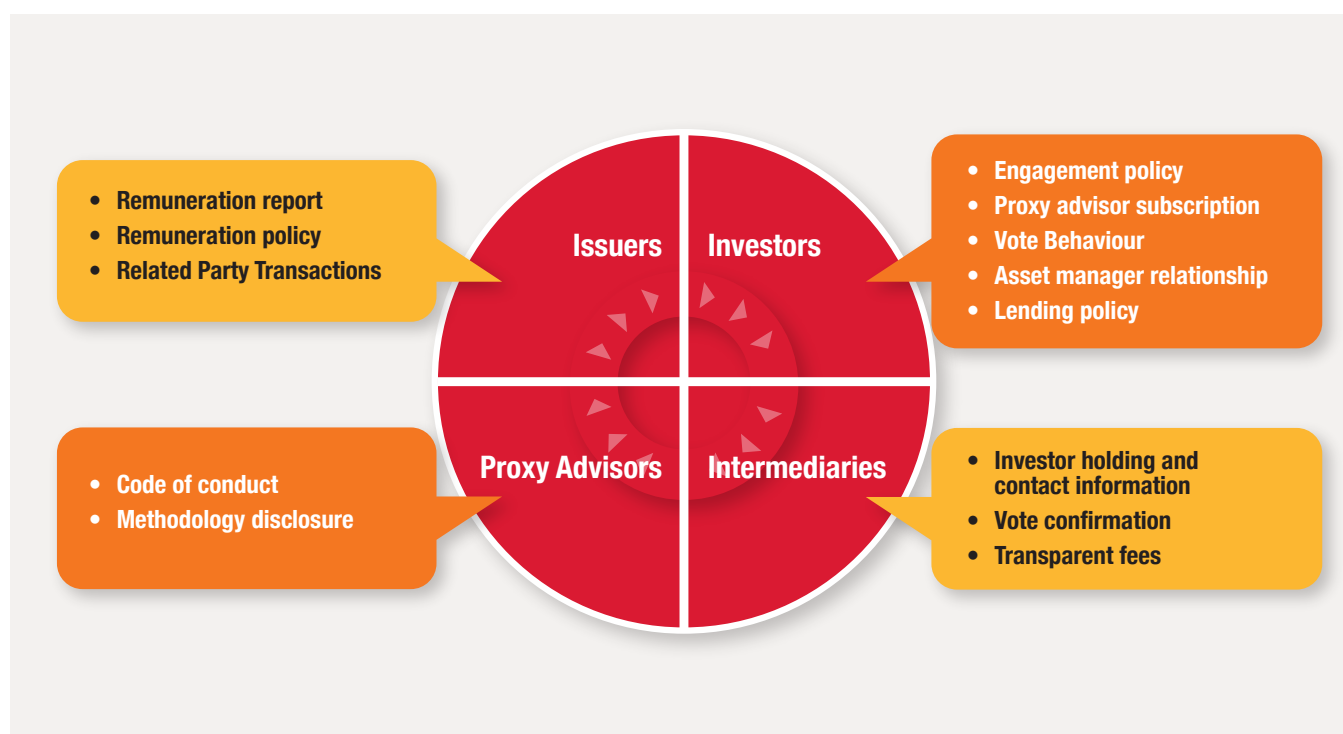 • Remuneration report
• Remuneration policy
• Related Party Transactions
Issuers
Investors
• Engagement policy
• Proxy advisor subscription
• Vote Behaviour
• Asset manager relationship
• Lending policy
• Code of conduct
• Methodology disclosure
Proxy Advisors
Intermediaries
• Investor holding and
contact information
• Vote confirmation
• Transparent fees